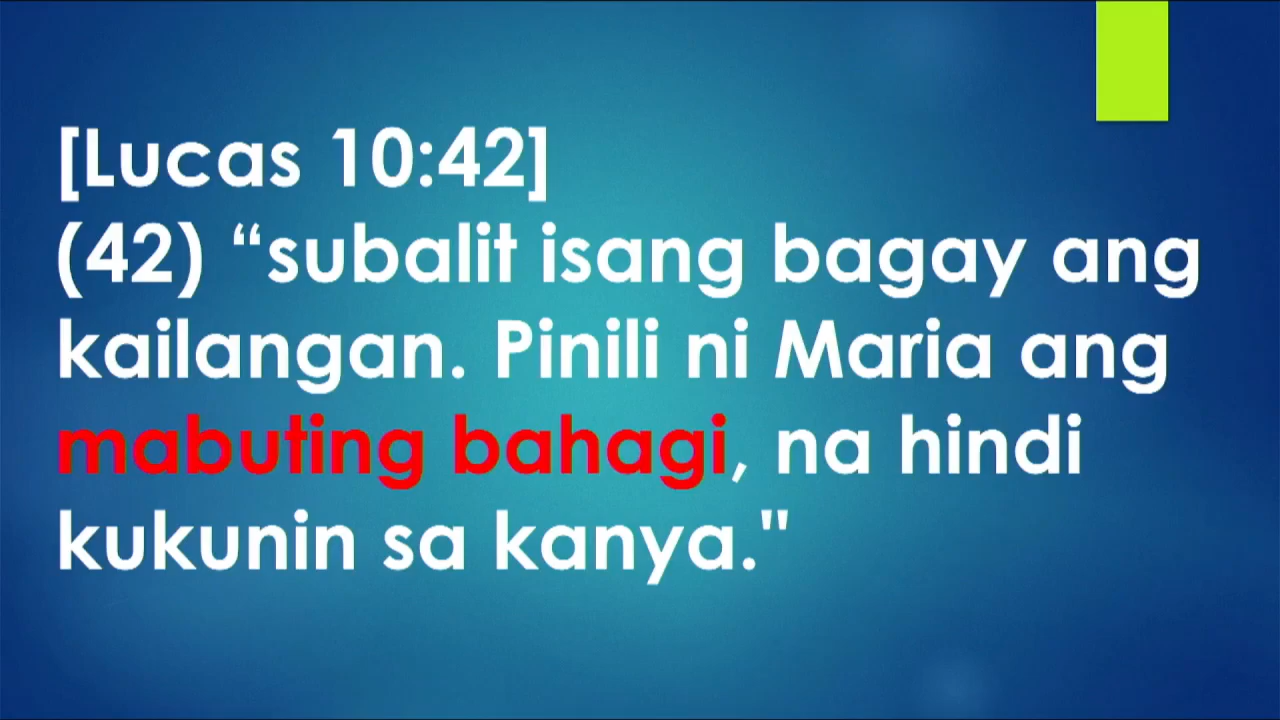 [Lucas 10:42]
(42) “subalit isang bagay ang
kailangan. Pinili ni Maria ang
mabuting bahagi, na hindi
kukunin sa kanya."